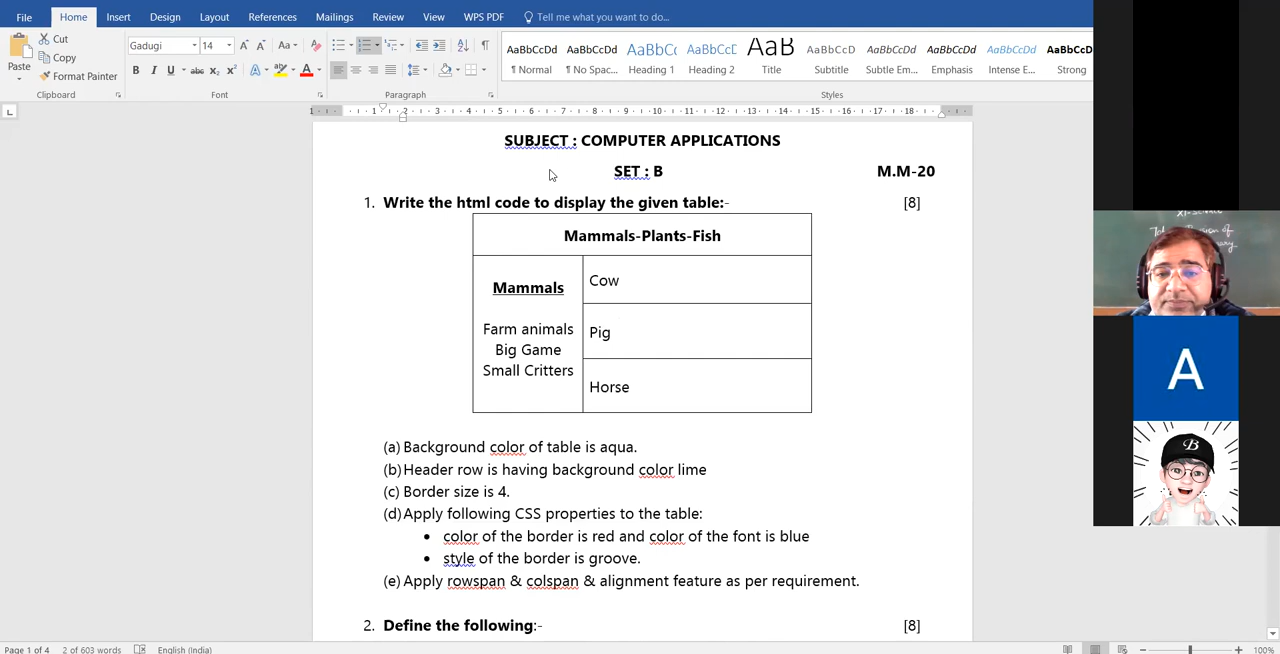 File Home Insert Design Layout References Mailings Review View WPS PDF Tell me what you want to do...
Paste
Cut
Copy
Format Painter
Gadugi 14
AaBbCcDd AaBbCcDd AaBbCc AaBbCcD AaB AaBbCcDd AaBbCcDd AaBbCcDd AaBbCcDd AaBbCcDd
¶ Normal ¶ No Spac... Heading 1 Heading 2 Title Subtitle Subtle Em... Emphasis Intense E... Strong
Clipboard Font Paragraph Styles
SUBJECT : COMPUTER APPLICATIONS
SET : B M.M-20
1. Write the html code to display the given table:- [8]
Mammals-Plants-Fish
Mammals
Farm animals
Big Game
Small Critters
Cow
Pig
Horse
(a) Background color of table is aqua.
(b) Header row is having background color lime
(c) Border size is 4.
(d) Apply following CSS properties to the table:
• color of the border is red and color of the font is blue
• style of the border is groove.
(e) Apply rowspan & colspan & alignment feature as per requirement.
2. Define the following:- [8]
Page 1 of 4 2 of 603 words English (India) 100%
XI-Science
A
B